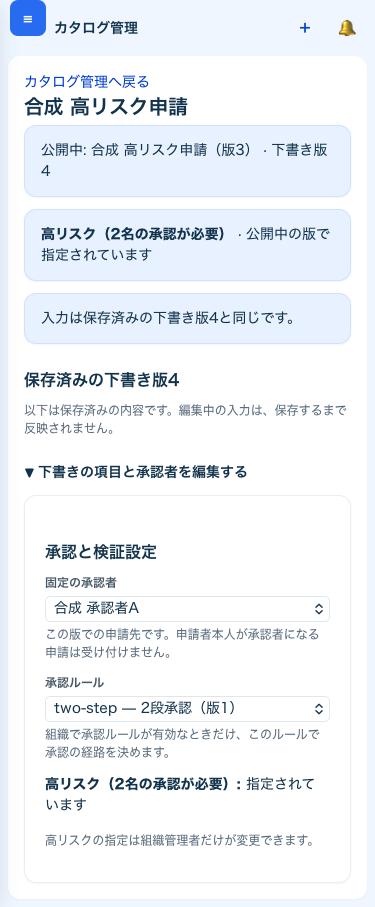 カタログ管理
カタログ管理へ戻る
合成 高リスク申請
公開中: 合成 高リスク申請（版3） · 下書き版
4
高リスク（2名の承認が必要） · 公開中の版で
指定されています
入力は保存済みの下書き版4と同じです。
保存済みの下書き版4
以下は保存済みの内容です。編集中の入力は、保存するまで
反映されません。
▼ 下書きの項目と承認者を編集する
承認と検証設定
固定の承認者
合成 承認者A
この版での申請先です。申請者本人が承認者になる
申請は受け付けません。
承認ルール
two-step — 2段承認（版1）
組織で承認ルールが有効なときだけ、このルールで
承認の経路を決めます。
高リスク（2名の承認が必要）: 指定されて
います
高リスクの指定は組織管理者だけが変更できます。